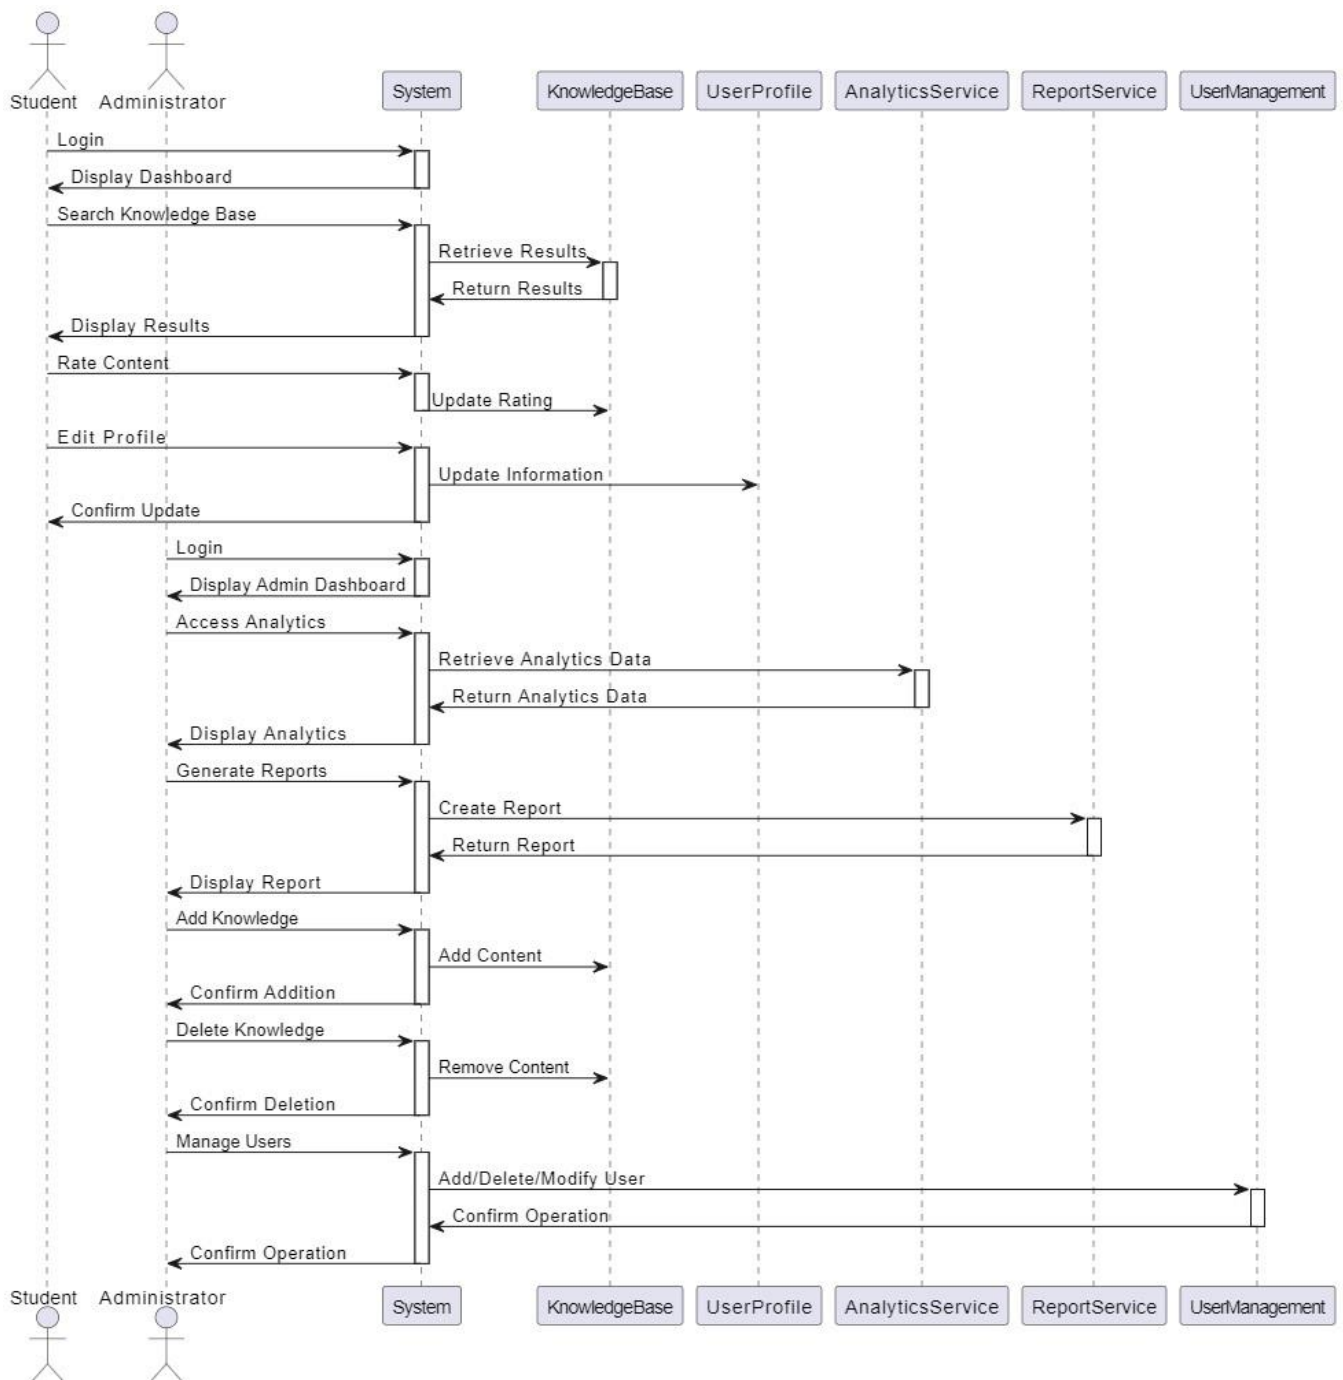 Student Administrator System KnowledgeBase UserProfile AnalyticsService ReportService UserManagement
Login
Display Dashboard
Search Knowledge Base
Retrieve Results
Return Results
Display Results
Rate Content
Update Rating
Edit Profile
Update Information
Confirm Update
Login
Display Admin Dashboard
Access Analytics
Retrieve Analytics Data
Return Analytics Data
Display Analytics
Generate Reports
Create Report
Return Report
Display Report
Add Knowledge
Add Content
Confirm Addition
Delete Knowledge
Remove Content
Confirm Deletion
Manage Users
Add/Delete/Modify User
Confirm Operation
Confirm Operation
Student Administrator System KnowledgeBase UserProfile AnalyticsService ReportService UserManagement